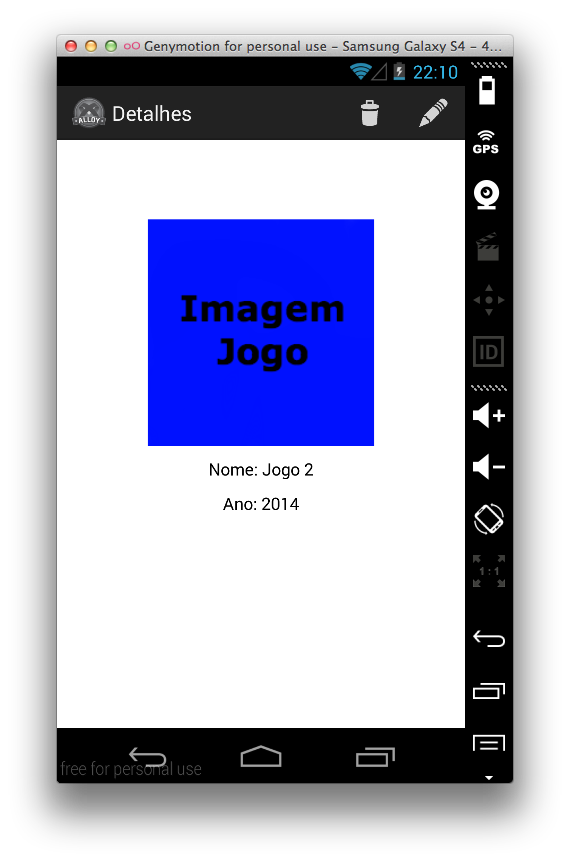 Genymotion for personal use – Samsung Galaxy S4 – 4...
22:10
ALLOY
Detalhes
GPS
Imagem
Jogo
ID
Nome: Jogo 2
Ano: 2014
1:1
free for personal use